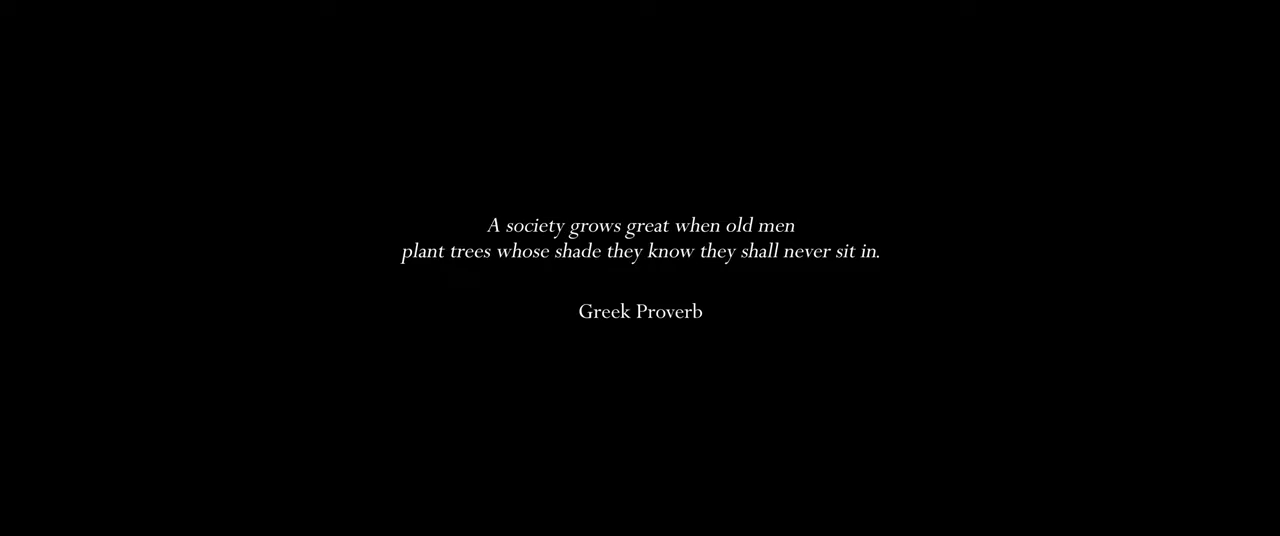 A society grows great when old men
plant trees whose shade they know they shall never sit in.
Greek Proverb